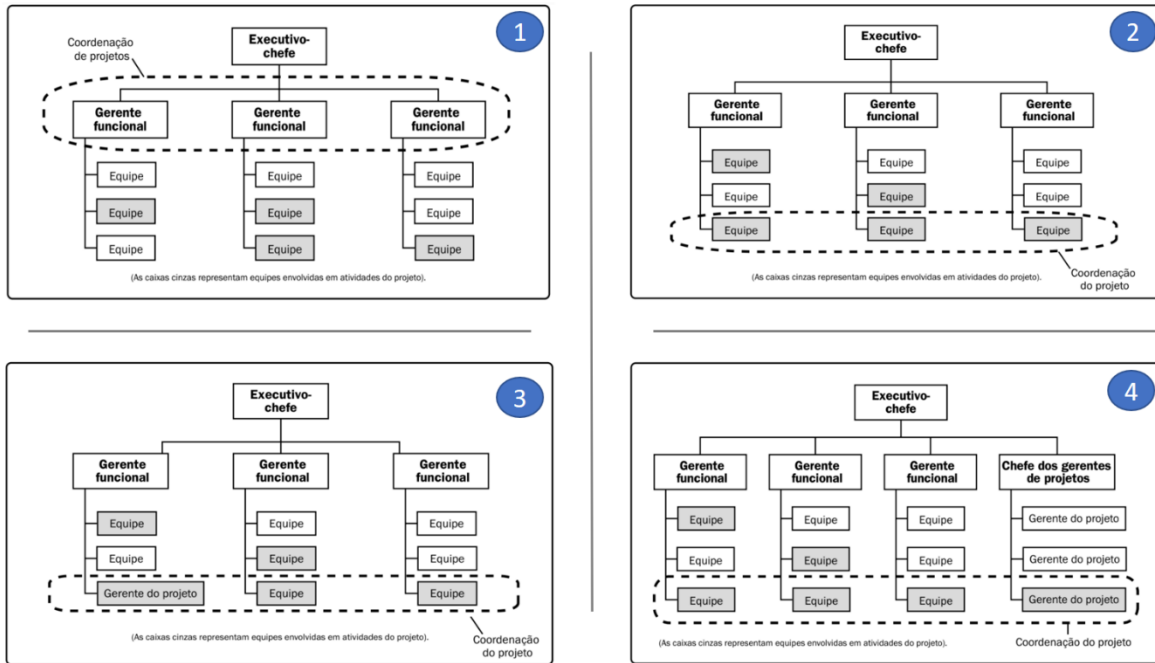 1
Coordenação
de projetos
Executivo-
chefe
Gerente
funcional
Gerente
funcional
Gerente
funcional
Equipe
Equipe
Equipe
Equipe
Equipe
Equipe
Equipe
Equipe
Equipe
(As caixas cinzas representam equipes envolvidas em atividades do projeto).
2
Executivo-
chefe
Gerente
funcional
Gerente
funcional
Gerente
funcional
Equipe
Equipe
Equipe
Equipe
Equipe
Equipe
Equipe
Equipe
Equipe
(As caixas cinzas representam equipes envolvidas em atividades do projeto).
Coordenação
do projeto
3
Executivo-
chefe
Gerente
funcional
Gerente
funcional
Gerente
funcional
Equipe
Equipe
Equipe
Equipe
Equipe
Equipe
Gerente do projeto
Equipe
Equipe
(As caixas cinzas representam equipes envolvidas em atividades do projeto).
Coordenação
do projeto
4
Executivo-
chefe
Gerente
funcional
Gerente
funcional
Gerente
funcional
Chefe dos gerentes
de projetos
Equipe
Equipe
Equipe
Gerente do projeto
Equipe
Equipe
Equipe
Gerente do projeto
Equipe
Equipe
Equipe
Gerente do projeto
(As caixas cinzas representam equipes envolvidas em atividades do projeto).
Coordenação do projeto